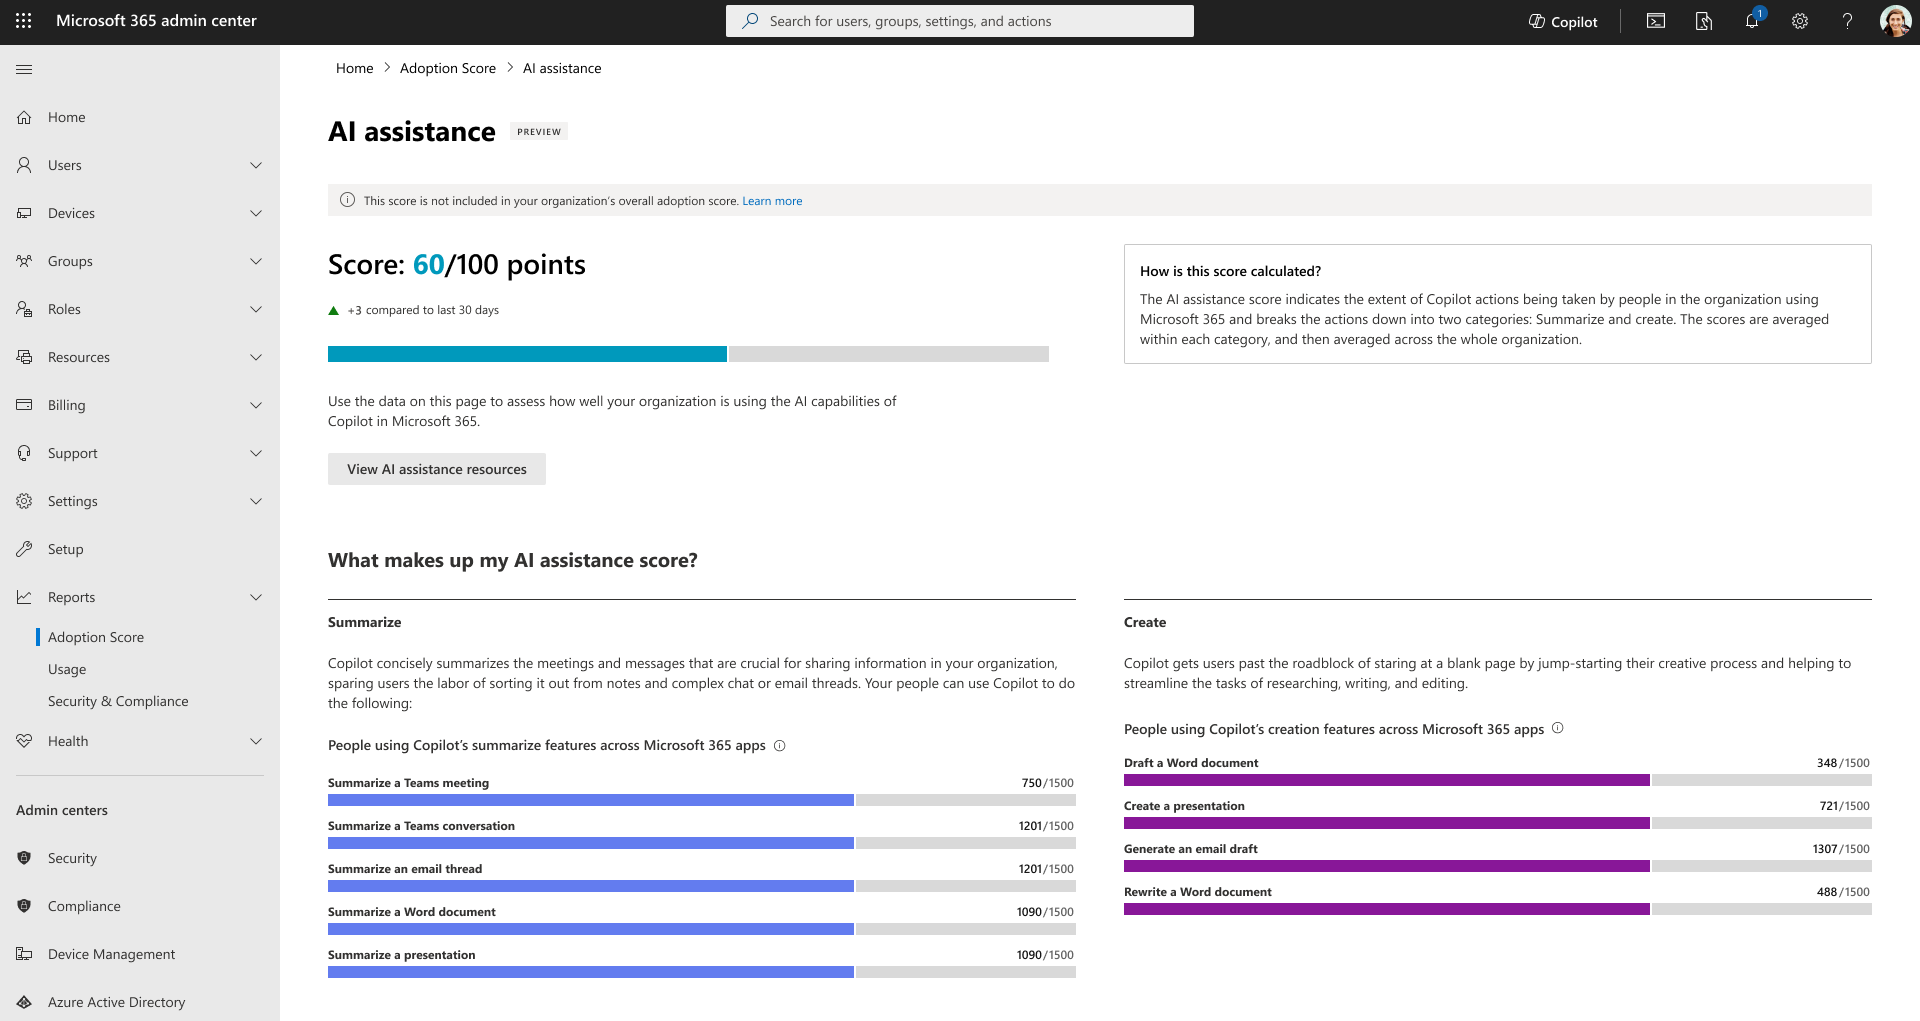 Microsoft 365 admin center
Search for users, groups, settings, and actions
Copilot
1
Home
Users
Devices
Groups
Roles
Resources
Billing
Support
Settings
Setup
Reports
Adoption Score
Usage
Security & Compliance
Health
Admin centers
Security
Compliance
Device Management
Azure Active Directory
Home > Adoption Score > AI assistance
AI assistance PREVIEW
This score is not included in your organization's overall adoption score. Learn more
Score: 60/100 points
+3 compared to last 30 days
Use the data on this page to assess how well your organization is using the AI capabilities of
Copilot in Microsoft 365.
View AI assistance resources
How is this score calculated?
The AI assistance score indicates the extent of Copilot actions being taken by people in the organization using
Microsoft 365 and breaks the actions down into two categories: Summarize and create. The scores are averaged
within each category, and then averaged across the whole organization.
What makes up my AI assistance score?
Summarize
Copilot concisely summarizes the meetings and messages that are crucial for sharing information in your organization,
sparing users the labor of sorting it out from notes and complex chat or email threads. Your people can use Copilot to do
the following:
People using Copilot's summarize features across Microsoft 365 apps
Summarize a Teams meeting 750/1500
Summarize a Teams conversation 1201/1500
Summarize an email thread 1201/1500
Summarize a Word document 1090/1500
Summarize a presentation 1090/1500
Create
Copilot gets users past the roadblock of staring at a blank page by jump-starting their creative process and helping to
streamline the tasks of researching, writing, and editing.
People using Copilot's creation features across Microsoft 365 apps
Draft a Word document 348/1500
Create a presentation 721/1500
Generate an email draft 1307/1500
Rewrite a Word document 488/1500